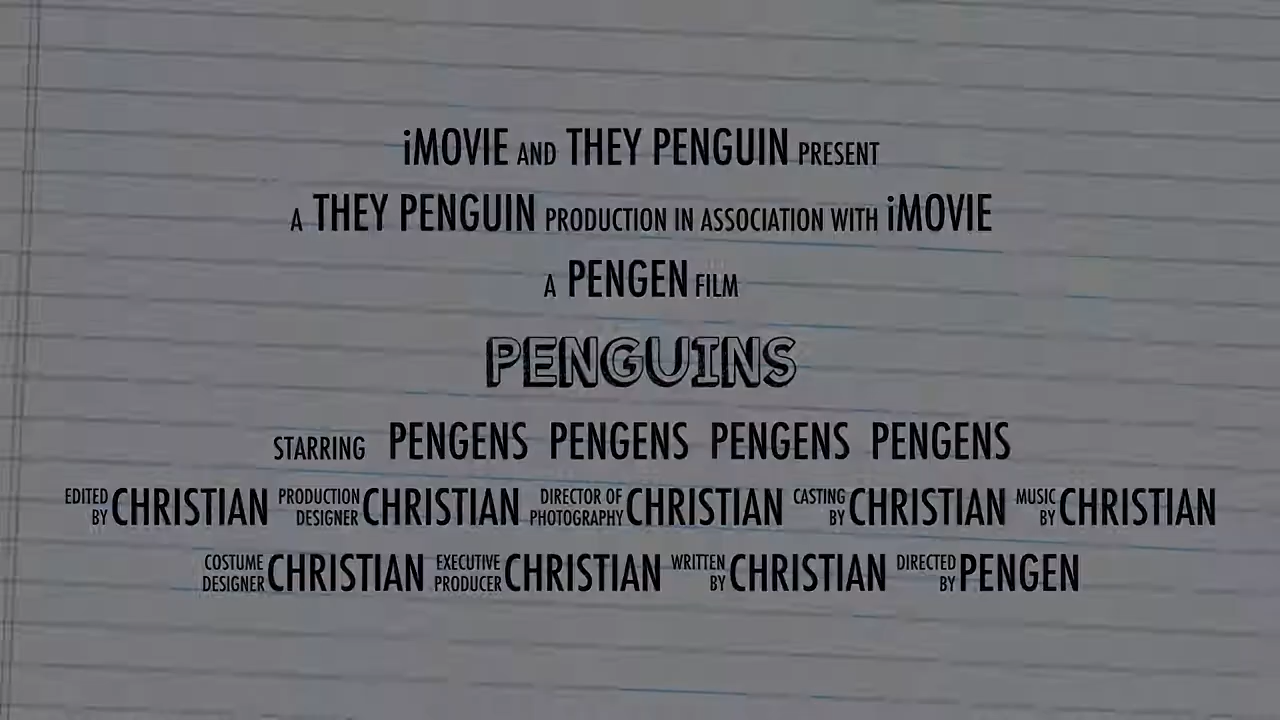 iMOVIE AND THEY PENGUIN PRESENT
A THEY PENGUIN PRODUCTION IN ASSOCIATION WITH iMOVIE
A PENGEN FILM
PENGUINS
STARRING PENGENS PENGENS PENGENS PENGENS
EDITED BY CHRISTIAN PRODUCTION DESIGNER CHRISTIAN DIRECTOR OF PHOTOGRAPHY CHRISTIAN CASTING BY CHRISTIAN MUSIC BY CHRISTIAN
COSTUME DESIGNER CHRISTIAN EXECUTIVE PRODUCER CHRISTIAN WRITTEN BY CHRISTIAN DIRECTED BY PENGEN